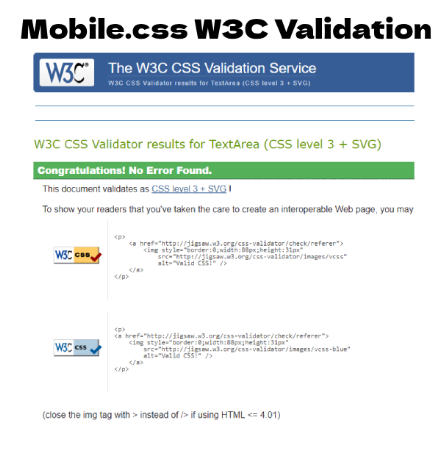 Mobile.css W3C Validation
W3C® The W3C CSS Validation Service
W3C CSS Validator results for TextArea (CSS level 3 + SVG)
W3C CSS Validator results for TextArea (CSS level 3 + SVG)
Congratulations! No Error Found.
This document validates as CSS level 3 + SVG !
To show your readers that you've taken the care to create an interoperable Web page, you may
W3C css
<p>
<a href="http://jigsaw.w3.org/css-validator/check/referer">
<img style="border:0;width:88px;height:31px"
src="http://jigsaw.w3.org/css-validator/images/vcss"
alt="Valid CSS!" />
</a>
</p>
W3C css
<p>
<a href="http://jigsaw.w3.org/css-validator/check/referer">
<img style="border:0;width:88px;height:31px"
src="http://jigsaw.w3.org/css-validator/images/vcss-blue"
alt="Valid CSS!" />
</a>
</p>
(close the img tag with > instead of /> if using HTML <= 4.01)